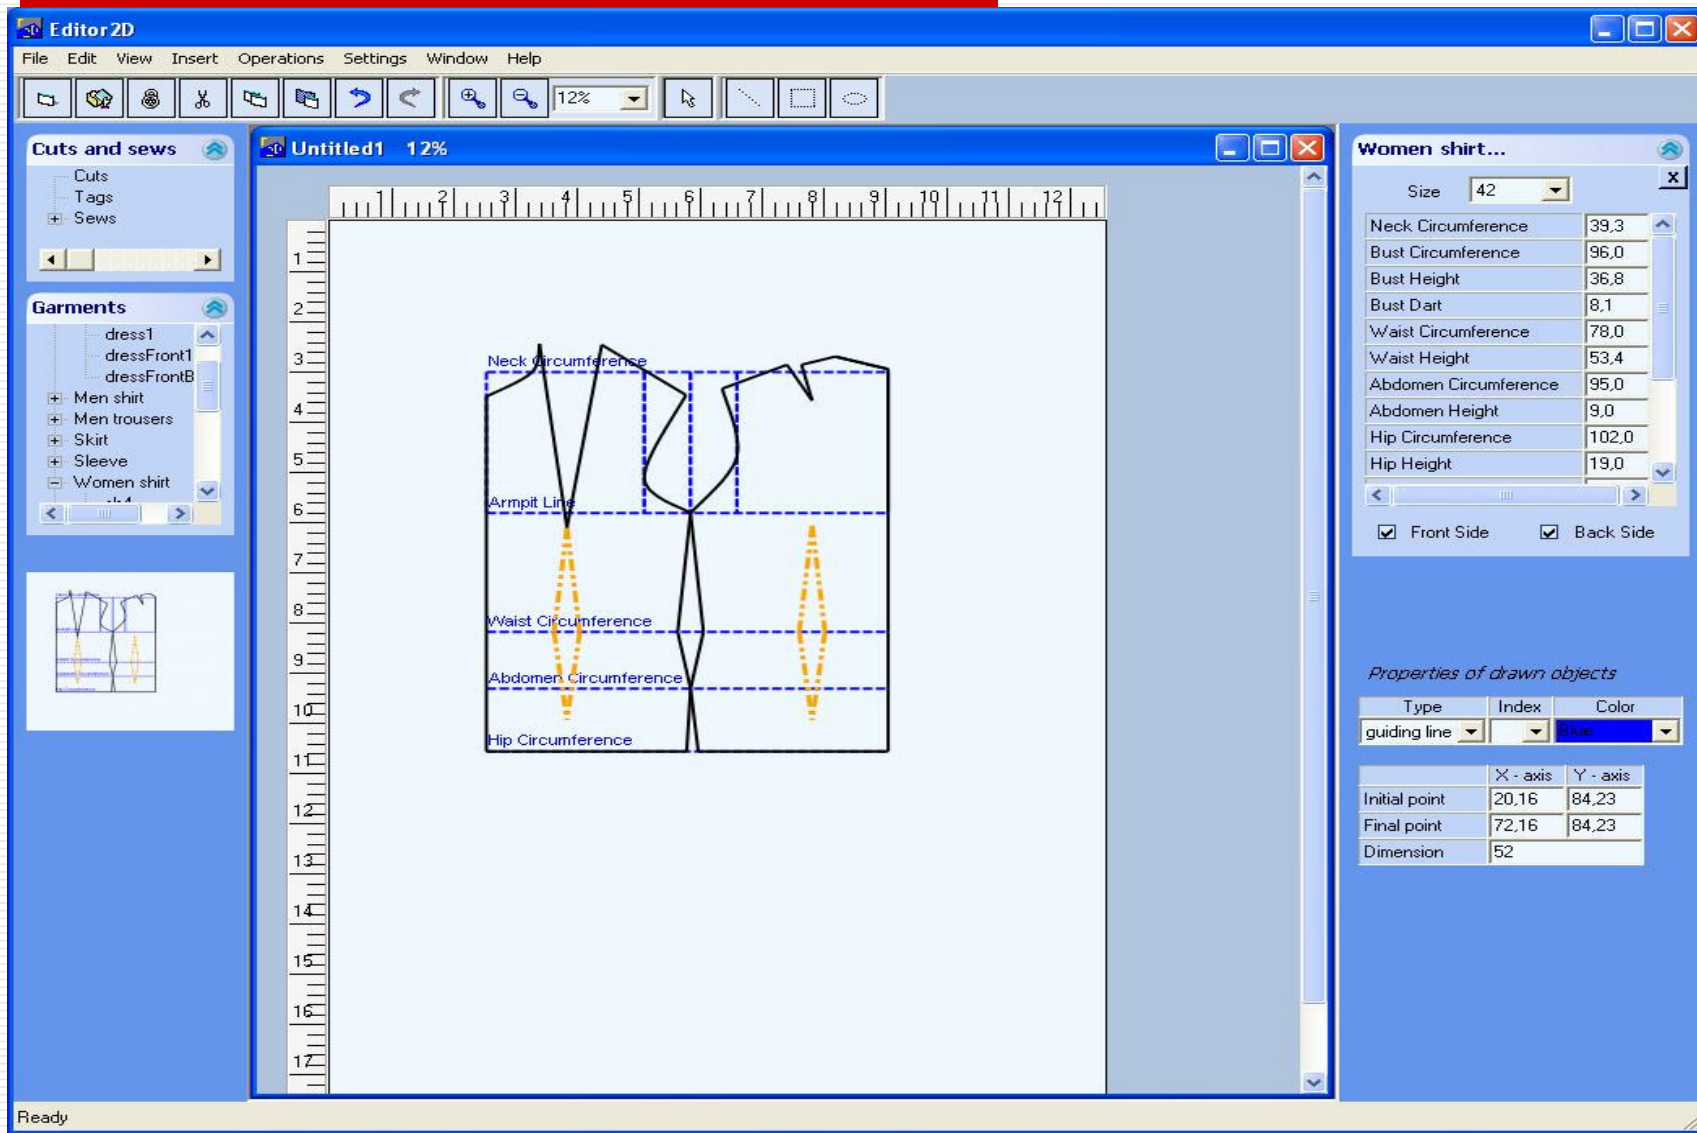 Editor2D
File Edit View Insert Operations Settings Window Help
12%
Cuts and sews
Cuts
Tags
Sews
Garments
dress1
dressFront1
dressFrontB
Men shirt
Men trousers
Skirt
Sleeve
Women shirt
Untitled1 12%
1 2 3 4 5 6 7 8 9 10 11 12
1
2
3
4
5
6
7
8
9
10
11
12
13
14
15
16
17
Neck Circumference
Armpit Line
Waist Circumference
Abdomen Circumference
Hip Circumference
Women shirt...
x
Size 42
Neck Circumference 39,3
Bust Circumference 96,0
Bust Height 36,8
Bust Dart 8,1
Waist Circumference 78,0
Waist Height 53,4
Abdomen Circumference 95,0
Abdomen Height 9,0
Hip Circumference 102,0
Hip Height 19,0
Front Side Back Side
Properties of drawn objects
Type Index Color
guiding line Blue
X - axis Y - axis
Initial point 20,16 84,23
Final point 72,16 84,23
Dimension 52
Ready